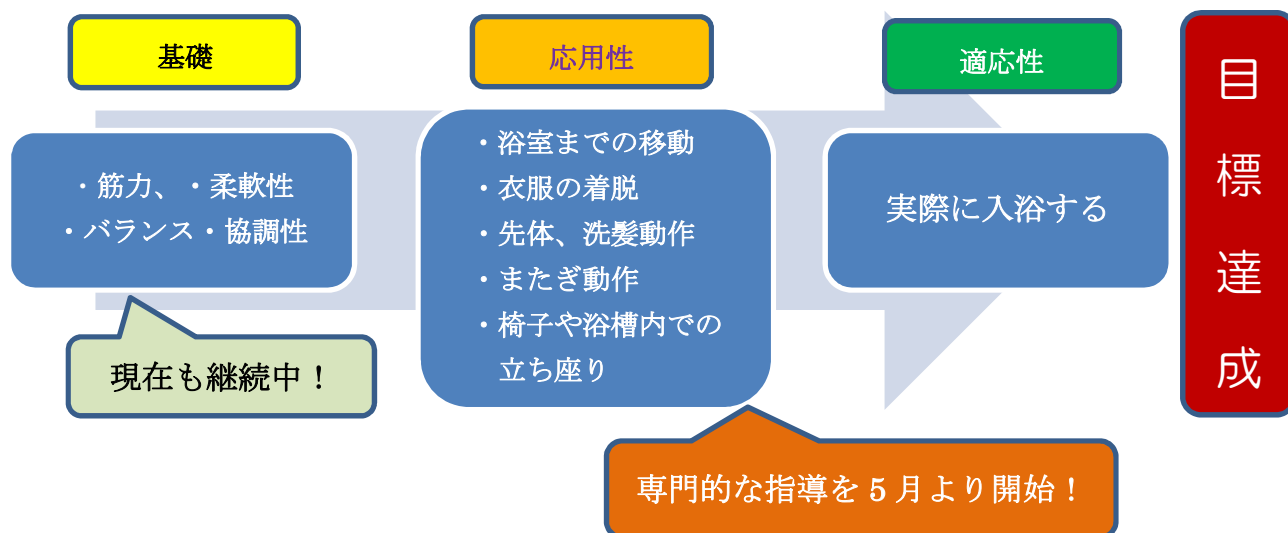 基礎
・筋力、・柔軟性
・バランス・協調性
現在も継続中！
応用性
・浴室までの移動
・衣服の着脱
・先体、洗髪動作
・またぎ動作
・椅子や浴槽内での
立ち座り
専門的な指導を５月より開始！
適応性
実際に入浴する
目標達成